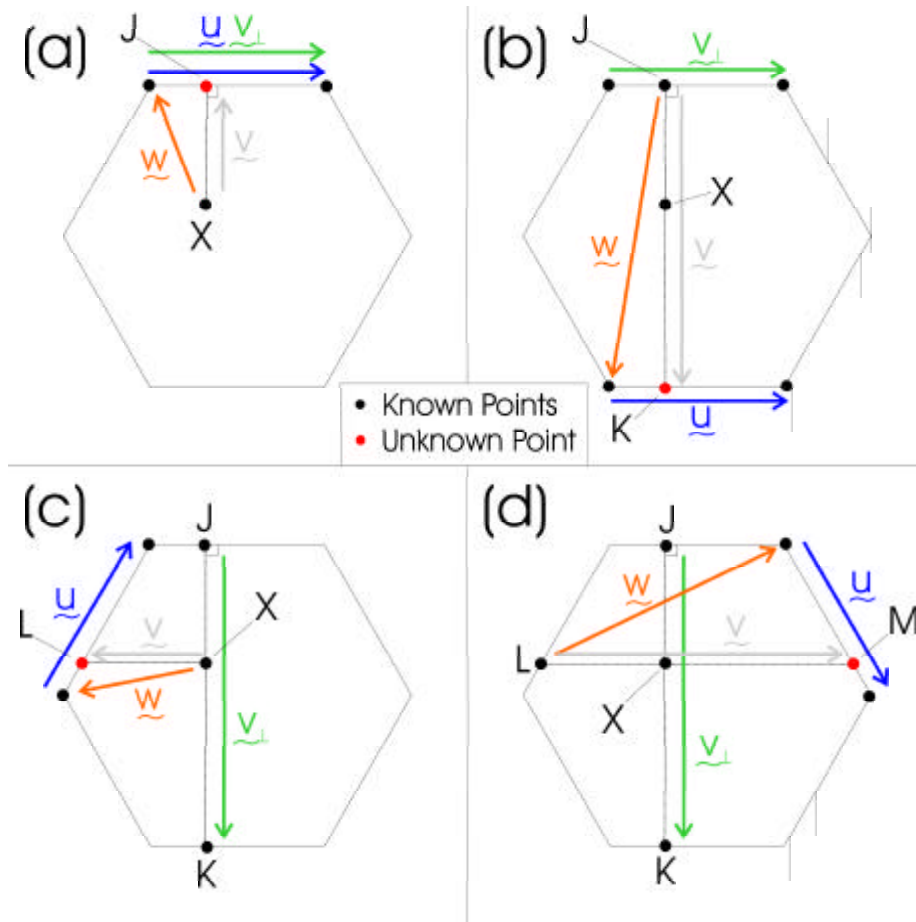 (a)
J
u v⊥
w
v
X
(b)
J
v⊥
X
w
v
K
u
Known Points
Unknown Point
(c)
J
u
L
v
X
w
v⊥
K
(d)
J
w
u
v
M
L
X
v⊥
K